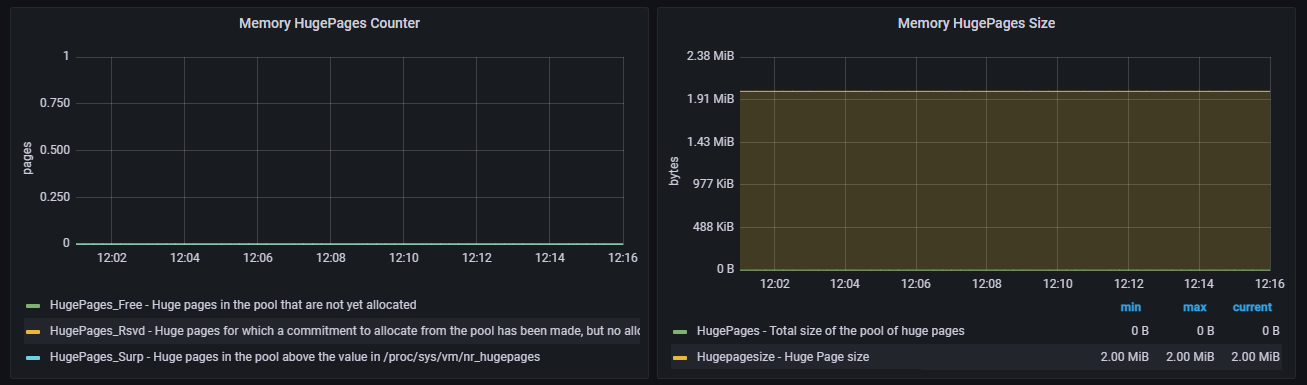 Memory HugePages Counter
1
0.750
0.500
0.250
0
pages
12:02 12:04 12:06 12:08 12:10 12:12 12:14 12:16
HugePages_Free - Huge pages in the pool that are not yet allocated
HugePages_Rsvd - Huge pages for which a commitment to allocate from the pool has been made, but no allo
HugePages_Surp - Huge pages in the pool above the value in /proc/sys/vm/nr_hugepages
Memory HugePages Size
2.38 MiB
1.91 MiB
1.43 MiB
977 KiB
488 KiB
0 B
bytes
12:02 12:04 12:06 12:08 12:10 12:12 12:14 12:16
min max current
HugePages - Total size of the pool of huge pages 0 B 0 B 0 B
Hugepagesize - Huge Page size 2.00 MiB 2.00 MiB 2.00 MiB